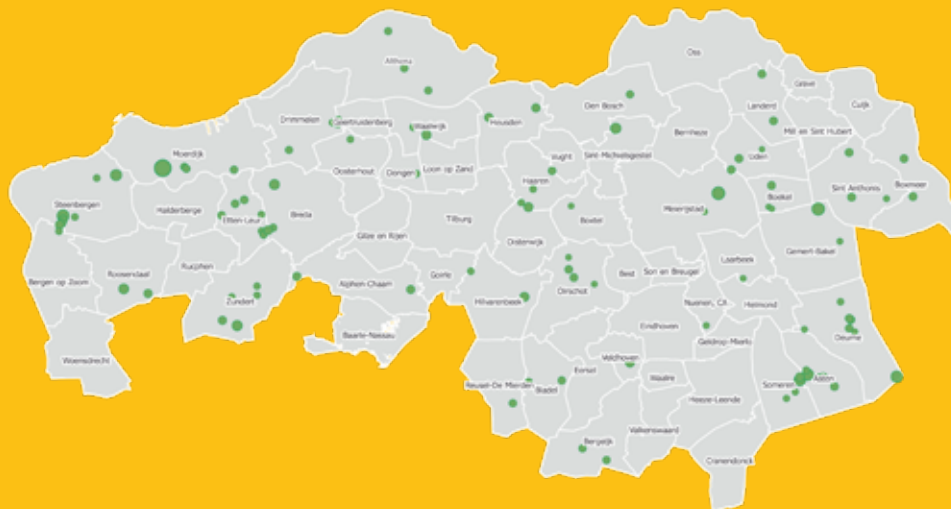 Altena
Oss
Grave
Den Bosch
Landerd
Cuijk
Drimmelen
Geertruidenberg
Waalwijk
Heusden
Bernheze
Mill en Sint Hubert
Moerdijk
Oosterhout
Dongen
Loon op Zand
Vught
Sint-Michielsgestel
Uden
Haaren
Boxmeer
Sint Anthonis
Steenbergen
Halderberge
Etten-Leur
Breda
Tilburg
Boxtel
Meierijstad
Boekel
Gilze en Rijen
Oisterwijk
Gemert-Bakel
Laarbeek
Bergen op Zoom
Roosendaal
Rucphen
Alphen-Chaam
Goirle
Best
Son en Breugel
Zundert
Hilvarenbeek
Oirschot
Nuenen, CA
Helmond
Baarle-Nassau
Eindhoven
Geldrop-Mierlo
Deurne
Woensdrecht
Veldhoven
Eersel
Waalre
Reusel-De Mierden
Bladel
Someren
Asten
Heeze-Leende
Valkenswaard
Bergeijk
Cranendonck